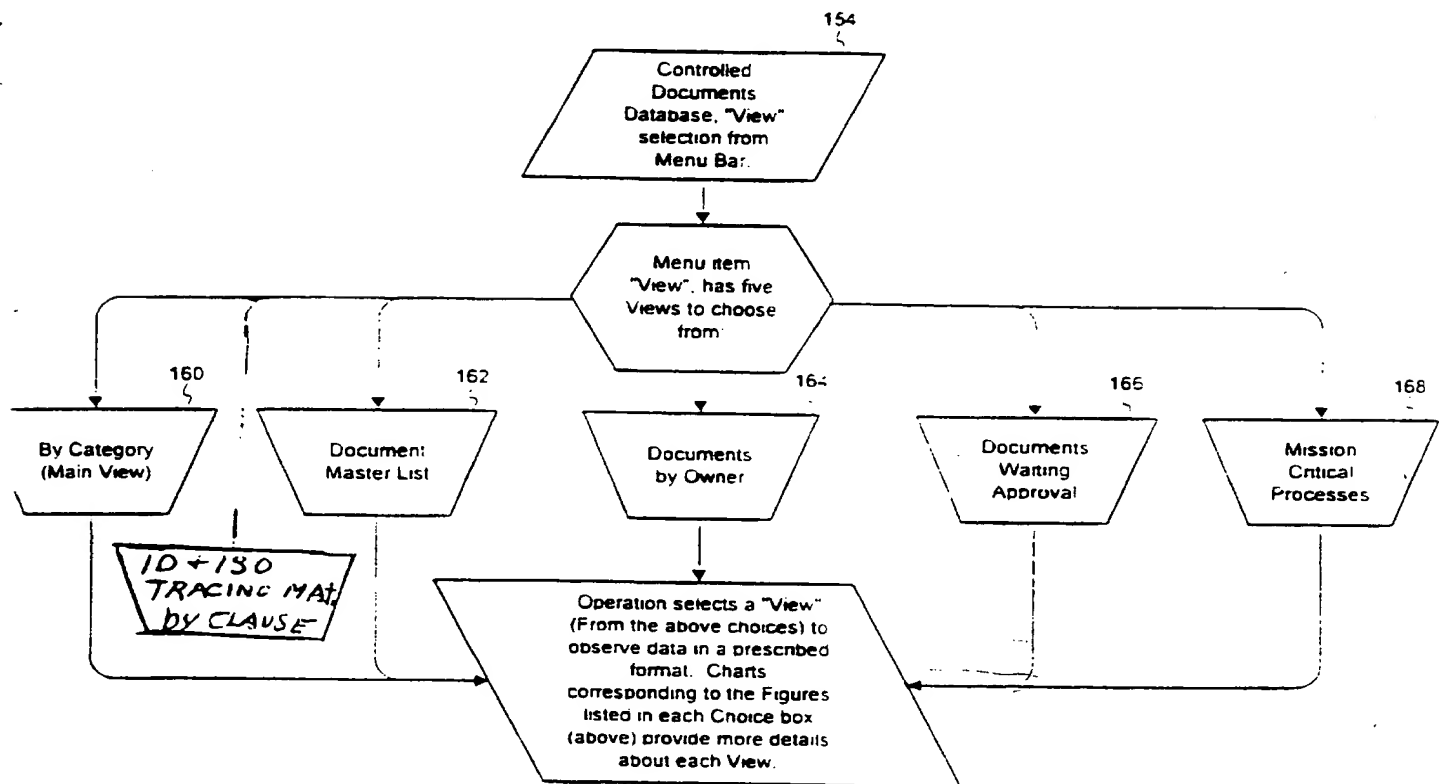 154
Controlled
Documents
Database, "View"
selection from
Menu Bar.
Menu item
"View", has five
Views to choose
from
160
162
164
166
168
By Category
(Main View)
Document
Master List
Documents
by Owner
Documents
Waiting
Approval
Mission
Critical
Processes
TRACING MAT.
by CLAUSE
Operation selects a "View"
(From the above choices) to
observe data in a prescribed
format. Charts
corresponding to the Figures
listed in each Choice box
(above) provide more details
about each View.